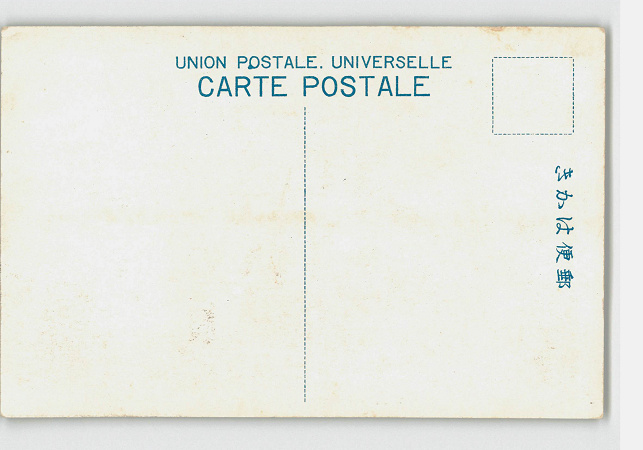 UNION POSTALE. UNIVERSELLE
CARTE POSTALE
きかは便郵